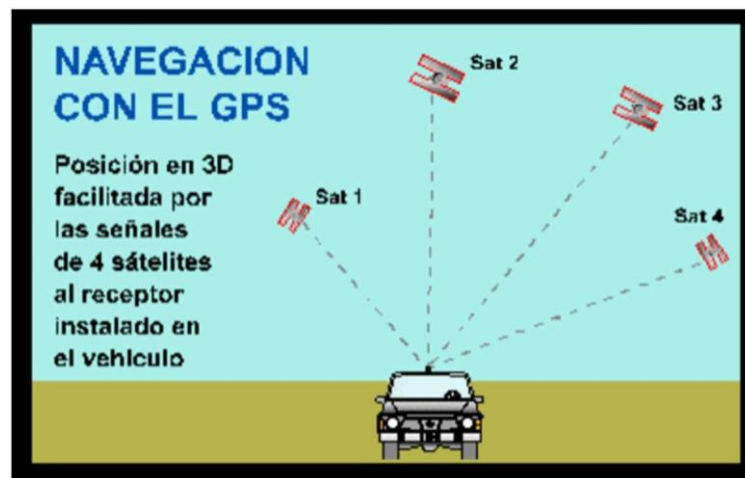 NAVEGACION
CON EL GPS
Posición en 3D
facilitada por
las señales
de 4 sátelites
al receptor
instalado en
el vehículo
Sat 1
Sat 2
Sat 3
Sat 4